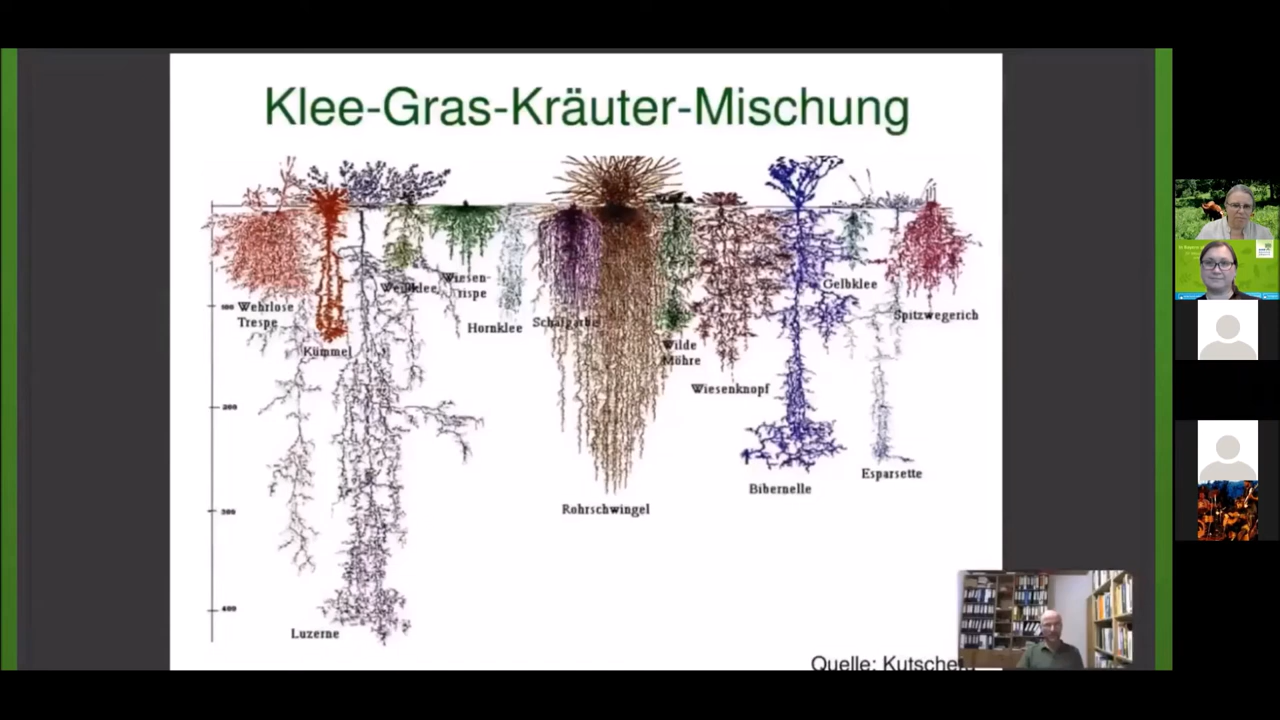 Klee-Gras-Kräuter-Mischung
Wehrlose
Trespe
Kümmel
Weißklee
Wiesen-
rispe
Hornklee
Schafgarbe
Wilde
Möhre
Wiesenknopf
Gelbklee
Spitzwegerich
Bibernelle
Esparsette
Rohrschwingel
Luzerne
100
200
300
400
Quelle: Kutschera